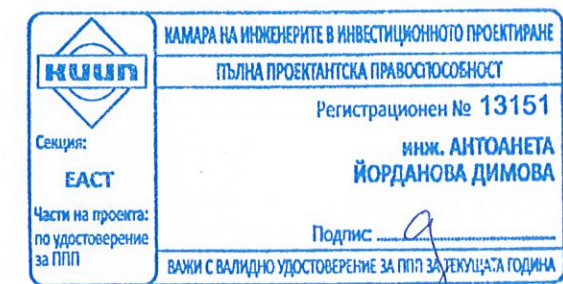 КАМАРА НА ИНЖЕНЕРИТЕ В ИНВЕСТИЦИОННОТО ПРОЕКТИРАНЕ
КИИП
ПЪЛНА ПРОЕКТАНТСКА ПРАВОСПОСОБНОСТ
Регистрационен № 13151
Секция:
ЕАСТ
инж. АНТОАНЕТА
ЙОРДАНОВА ДИМОВА
Части на проекта:
по удостоверение
за ППП
Подпис:
ВАЖИ С ВАЛИДНО УДОСТОВЕРЕНИЕ ЗА ППП ЗА ТЕКУЩАТА ГОДИНА